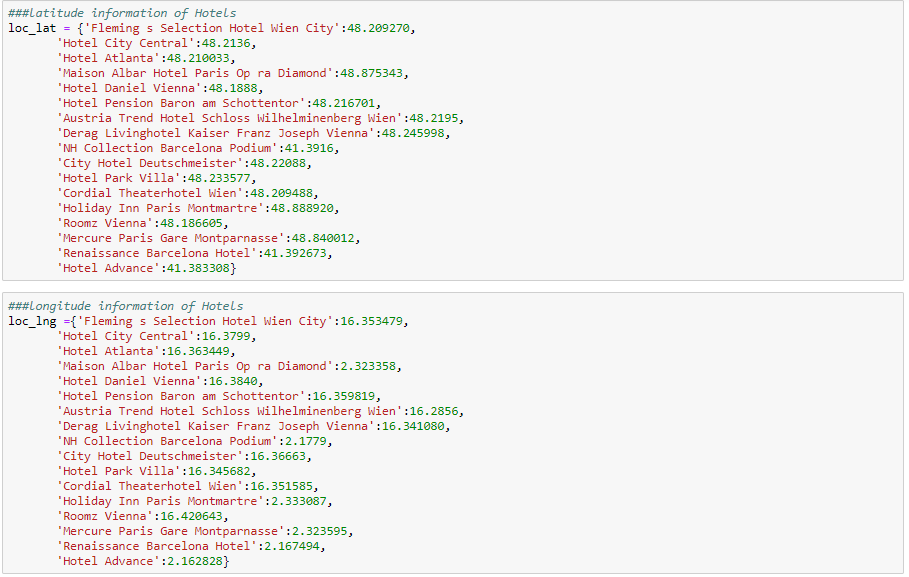 ###latitude information of Hotels
loc_lat = {'Fleming s Selection Hotel Wien City':48.209270,
'Hotel City Central':48.2136,
'Hotel Atlanta':48.210033,
'Maison Albar Hotel Paris Op ra Diamond':48.875343,
'Hotel Daniel Vienna':48.1888,
'Hotel Pension Baron am Schottentor':48.216701,
'Austria Trend Hotel Schloss Wilhelminenberg Wien':48.2195,
'Derag Livinghotel Kaiser Franz Joseph Vienna':48.245998,
'NH Collection Barcelona Podium':41.3916,
'City Hotel Deutschmeister':48.22088,
'Hotel Park Villa':48.233577,
'Cordial Theaterhotel Wien':48.209488,
'Holiday Inn Paris Montmartre':48.888920,
'Roomz Vienna':48.186605,
'Mercure Paris Gare Montparnasse':48.840012,
'Renaissance Barcelona Hotel':41.392673,
'Hotel Advance':41.383308}
###longitude information of Hotels
loc_lng ={'Fleming s Selection Hotel Wien City':16.353479,
'Hotel City Central':16.3799,
'Hotel Atlanta':16.363449,
'Maison Albar Hotel Paris Op ra Diamond':2.323358,
'Hotel Daniel Vienna':16.3840,
'Hotel Pension Baron am Schottentor':16.359819,
'Austria Trend Hotel Schloss Wilhelminenberg Wien':16.2856,
'Derag Livinghotel Kaiser Franz Joseph Vienna':16.341080,
'NH Collection Barcelona Podium':2.1779,
'City Hotel Deutschmeister':16.36663,
'Hotel Park Villa':16.345682,
'Cordial Theaterhotel Wien':16.351585,
'Holiday Inn Paris Montmartre':2.333087,
'Roomz Vienna':16.420643,
'Mercure Paris Gare Montparnasse':2.323595,
'Renaissance Barcelona Hotel':2.167494,
'Hotel Advance':2.162828}